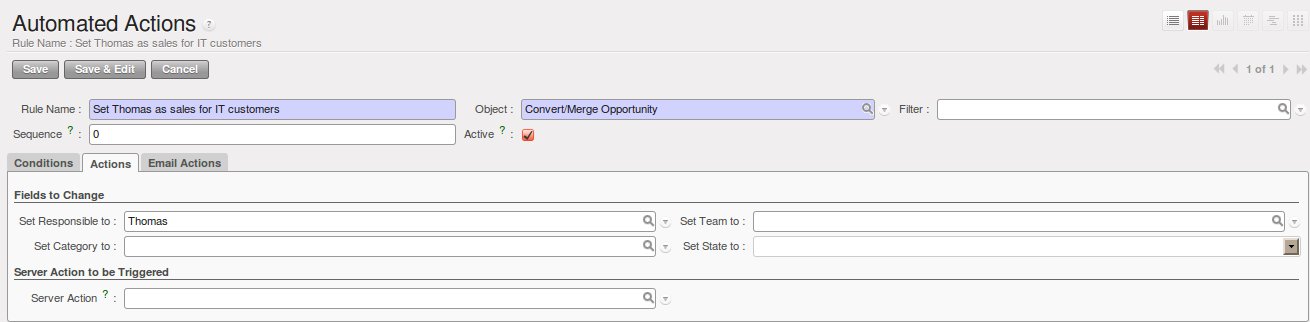 Automated Actions ?
Rule Name : Set Thomas as sales for IT customers
Save Save & Edit Cancel 1 of 1
Rule Name : Set Thomas as sales for IT customers Object : Convert/Merge Opportunity Filter :
Sequence ? : 0 Active ? :
Conditions Actions Email Actions
Fields to Change
Set Responsible to : Thomas Set Team to :
Set Category to : Set State to :
Server Action to be Triggered
Server Action ? :